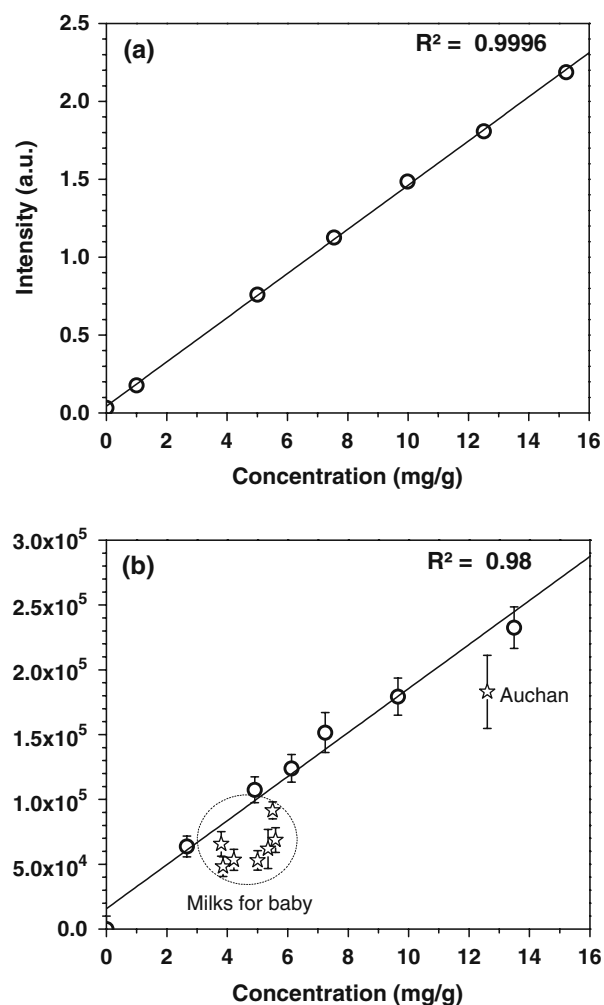 (a)
R² = 0.9996
2.5
2.0
1.5
1.0
0.5
0.0
Intensity (a.u.)
0 2 4 6 8 10 12 14 16
Concentration (mg/g)
(b)
R² = 0.98
3.0x10⁵
2.5x10⁵
2.0x10⁵
1.5x10⁵
1.0x10⁵
5.0x10⁴
0.0
Auchan
Milks for baby
0 2 4 6 8 10 12 14 16
Concentration (mg/g)